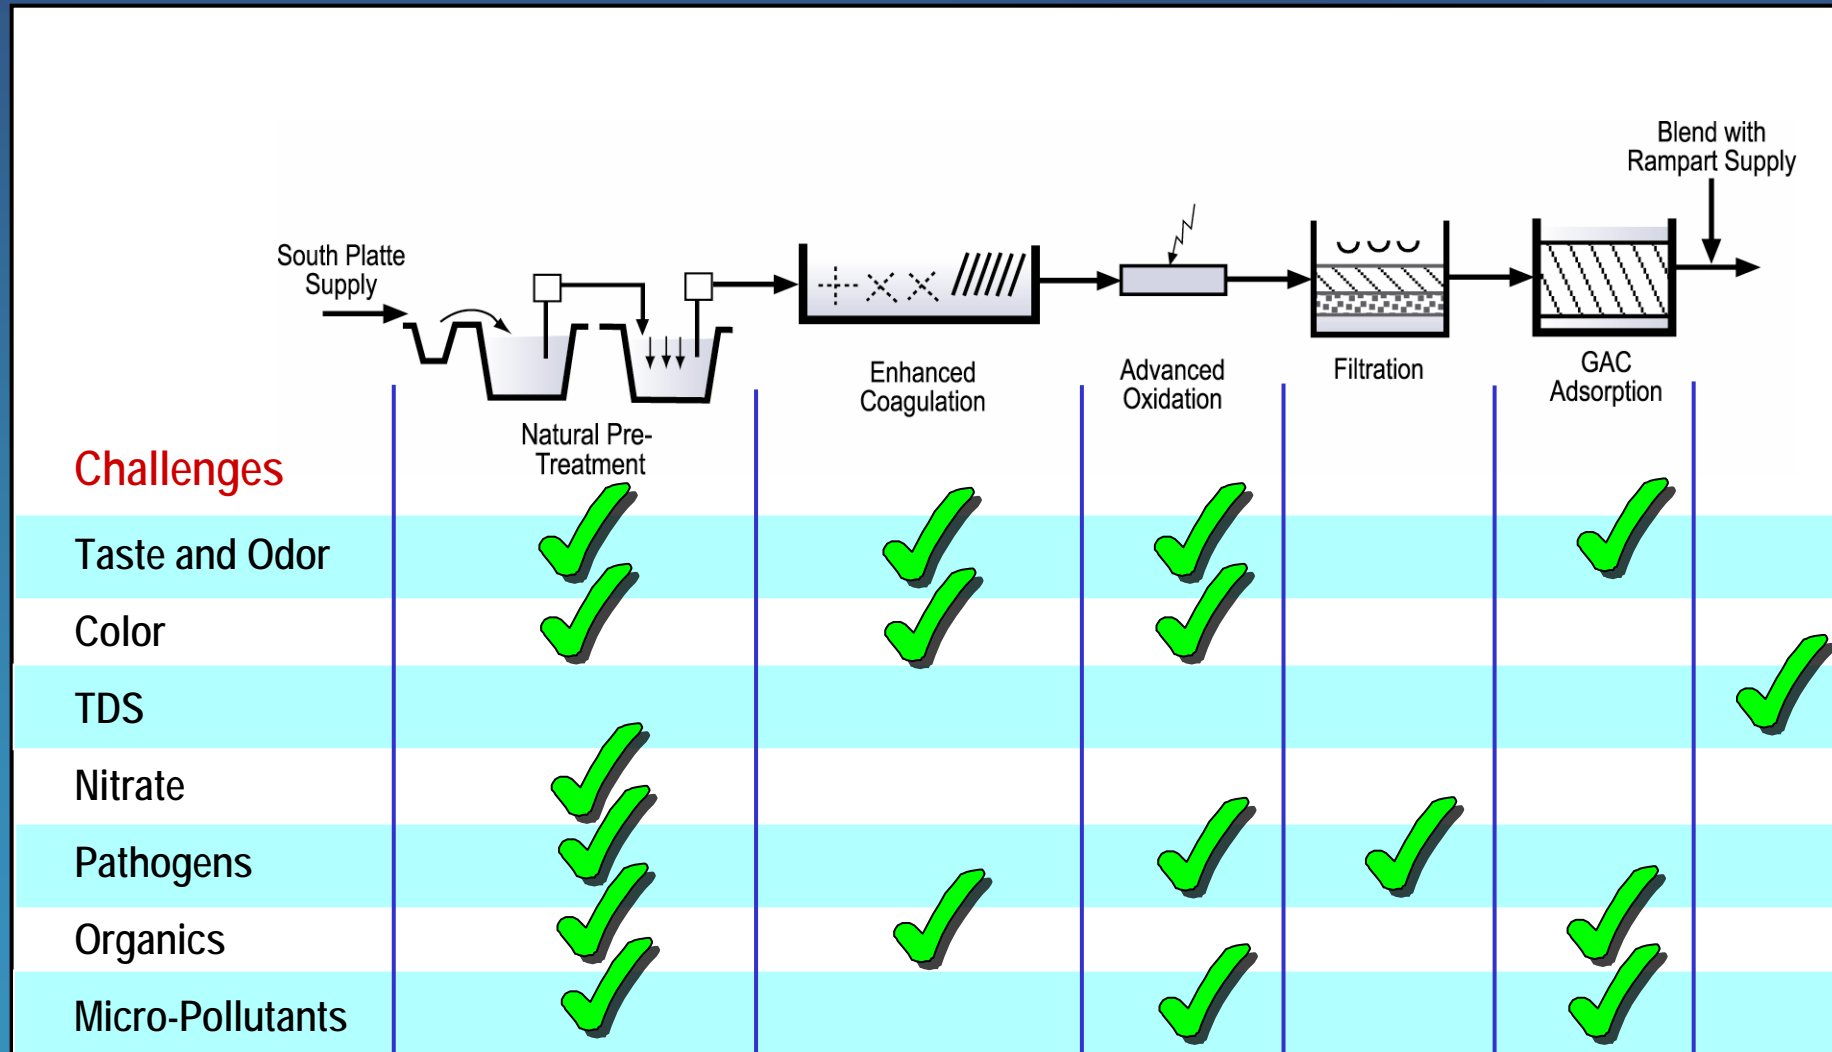 Blend with
Rampart Supply
South Platte
Supply
Natural Pre-
Treatment
Enhanced
Coagulation
Advanced
Oxidation
Filtration
GAC
Adsorption
Challenges
Taste and Odor
Color
TDS
Nitrate
Pathogens
Organics
Micro-Pollutants